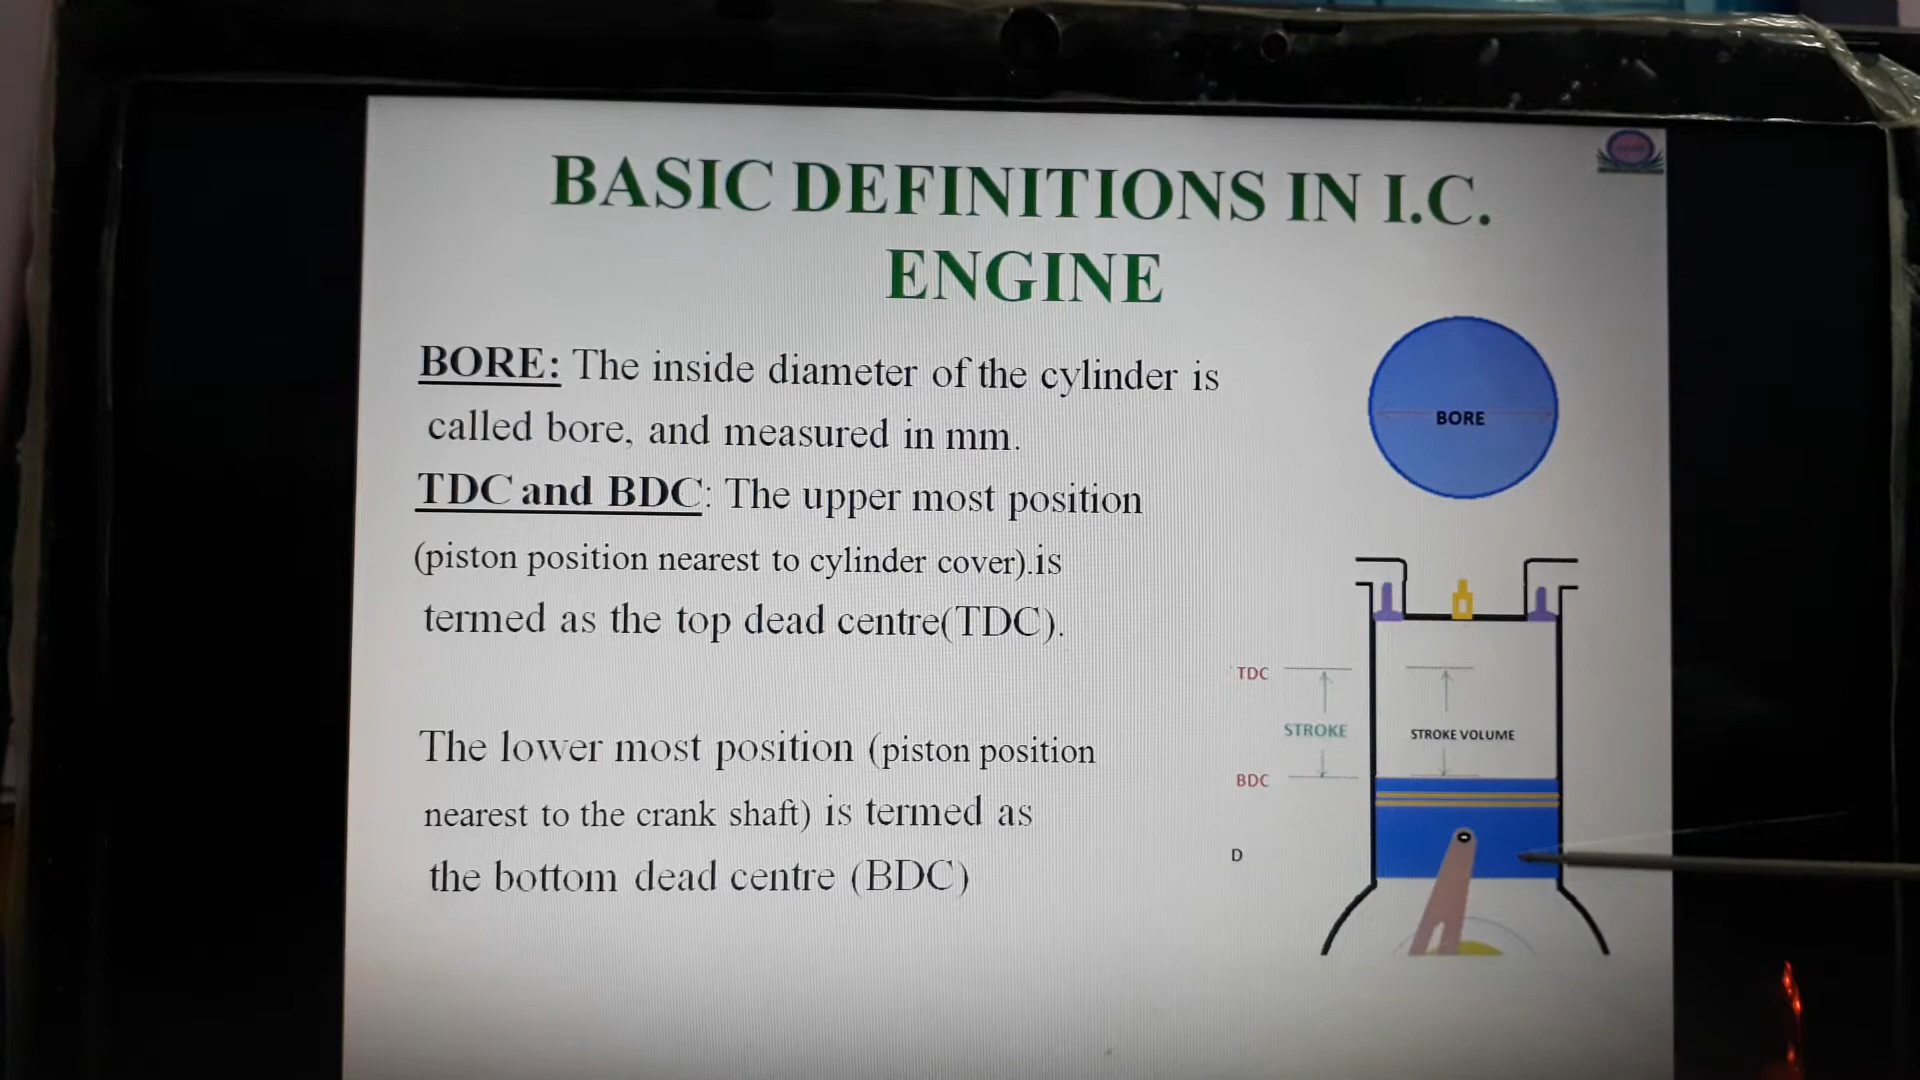 BASIC DEFINITIONS IN I.C.
ENGINE
BORE: The inside diameter of the cylinder is
called bore, and measured in mm.
TDC and BDC: The upper most position
(piston position nearest to cylinder cover).is
termed as the top dead centre(TDC).
The lower most position (piston position
nearest to the crank shaft) is termed as
the bottom dead centre (BDC)
BORE
TDC
STROKE
STROKE VOLUME
BDC
D